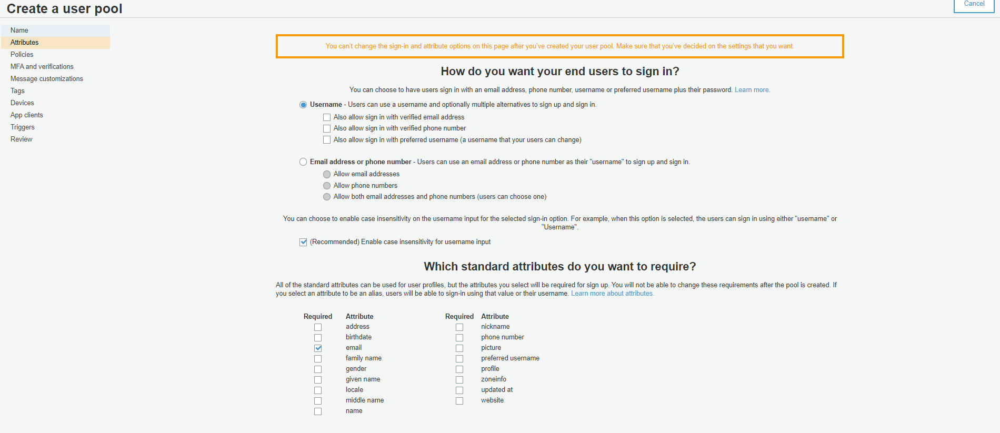 Create a user pool
Cancel
Name
Attributes
Policies
MFA and verifications
Message customizations
Tags
Devices
App clients
Triggers
Review
You can't change the sign-in and attribute options on this page after you've created your user pool. Make sure that you've decided on the settings that you want.
How do you want your end users to sign in?
You can choose to have users sign in with an email address, phone number, username or preferred username plus their password. Learn more.
Username - Users can use a username and optionally multiple alternatives to sign up and sign in.
Also allow sign in with verified email address
Also allow sign in with verified phone number
Also allow sign in with preferred username (a username that your users can change)
Email address or phone number - Users can use an email address or phone number as their "username" to sign up and sign in.
Allow email addresses
Allow phone numbers
Allow both email addresses and phone numbers (users can choose one)
You can choose to enable case insensitivity on the username input for the selected sign-in option. For example, when this option is selected, the users can sign in using either "username" or
"Username".
(Recommended) Enable case insensitivity for username input
Which standard attributes do you want to require?
All of the standard attributes can be used for user profiles, but the attributes you select will be required for sign up. You will not be able to change these requirements after the pool is created. If
you select an attribute to be an alias, users will be able to sign-in using that value or their username. Learn more about attributes.
Required Attribute Required Attribute
address nickname
birthdate phone number
email picture
family name preferred username
gender profile
given name zoneinfo
locale updated at
middle name website
name